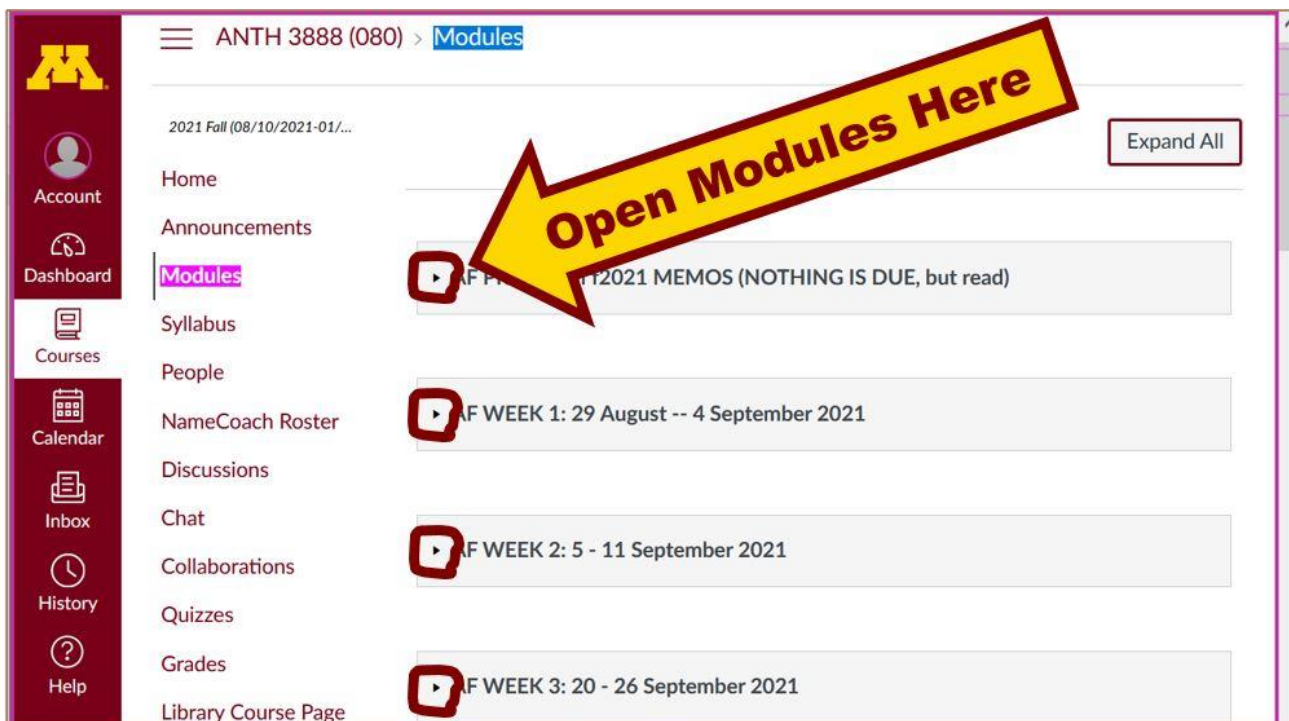 M
ANTH 3888 (080) > Modules
2021 Fall (08/10/2021-01/...
Expand All
Open Modules Here
Account
Dashboard
Courses
Calendar
Inbox
History
Help
Home
Announcements
Modules
Syllabus
People
NameCoach Roster
Discussions
Chat
Collaborations
Quizzes
Grades
Library Course Page
2021 MEMOS (NOTHING IS DUE, but read)
AF WEEK 1: 29 August -- 4 September 2021
AF WEEK 2: 5 - 11 September 2021
AF WEEK 3: 20 - 26 September 2021